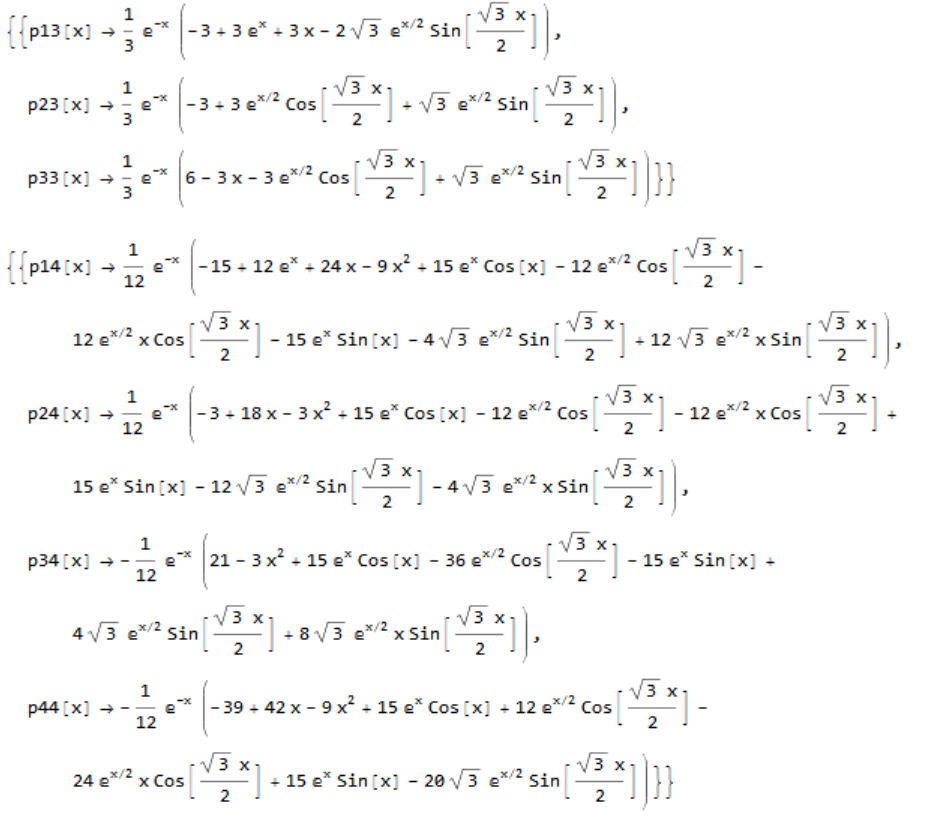 {{p13[x] → 1/3 e^-x (-3 + 3 e^x + 3 x - 2 √3 e^x/2 Sin[√3 x/2]),
p23[x] → 1/3 e^-x (-3 + 3 e^x/2 Cos[√3 x/2] + √3 e^x/2 Sin[√3 x/2]),
p33[x] → 1/3 e^-x (6 - 3 x - 3 e^x/2 Cos[√3 x/2] + √3 e^x/2 Sin[√3 x/2])}}
{{p14[x] → 1/12 e^-x (-15 + 12 e^x + 24 x - 9 x^2 + 15 e^x Cos[x] - 12 e^x/2 Cos[√3 x/2] -
12 e^x/2 x Cos[√3 x/2] - 15 e^x Sin[x] - 4 √3 e^x/2 Sin[√3 x/2] + 12 √3 e^x/2 x Sin[√3 x/2]),
p24[x] → 1/12 e^-x (-3 + 18 x - 3 x^2 + 15 e^x Cos[x] - 12 e^x/2 Cos[√3 x/2] - 12 e^x/2 x Cos[√3 x/2] +
15 e^x Sin[x] - 12 √3 e^x/2 Sin[√3 x/2] - 4 √3 e^x/2 x Sin[√3 x/2]),
p34[x] → -1/12 e^-x (21 - 3 x^2 + 15 e^x Cos[x] - 36 e^x/2 Cos[√3 x/2] - 15 e^x Sin[x] +
4 √3 e^x/2 Sin[√3 x/2] + 8 √3 e^x/2 x Sin[√3 x/2]),
p44[x] → -1/12 e^-x (-39 + 42 x - 9 x^2 + 15 e^x Cos[x] + 12 e^x/2 Cos[√3 x/2] -
24 e^x/2 x Cos[√3 x/2] + 15 e^x Sin[x] - 20 √3 e^x/2 Sin[√3 x/2])}}